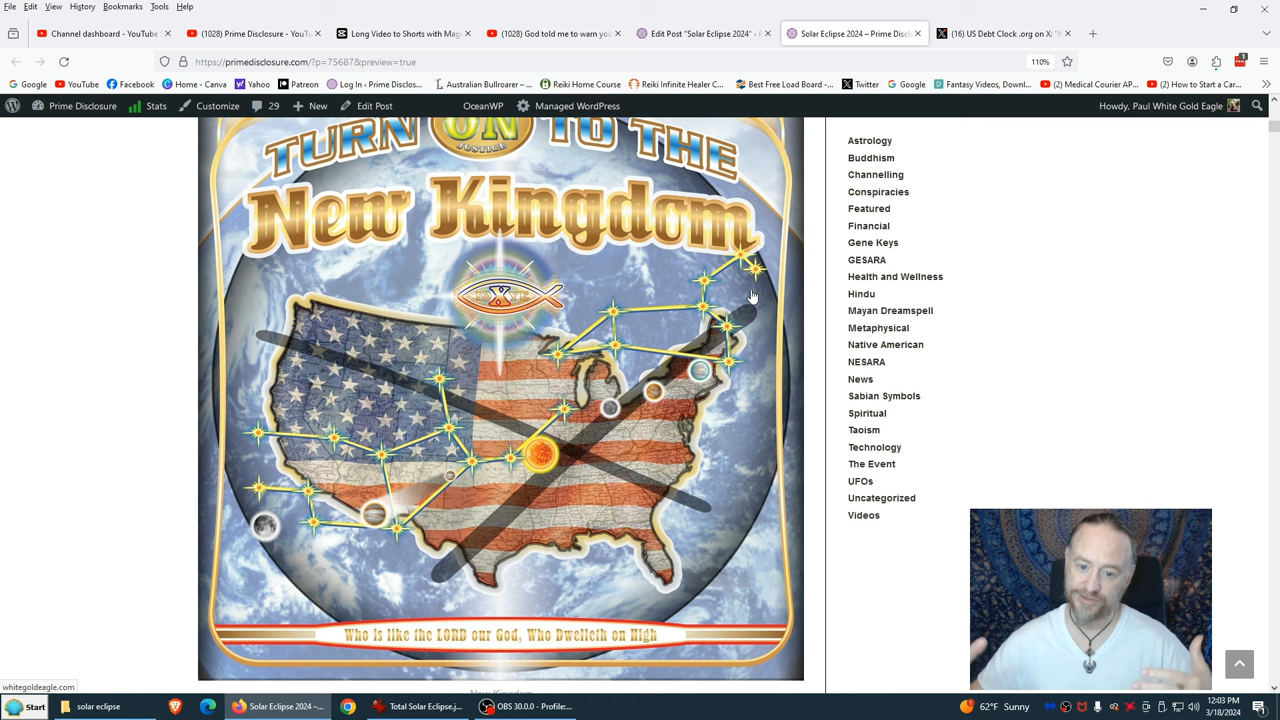 File Edit View History Bookmarks Tools Help
Channel dashboard - YouTube
(1028) Prime Disclosure - YouTu
Long Video to Shorts with Mag
(1028) God told me to warn you
Edit Post "Solar Eclipse 2024" ‹ P
Solar Eclipse 2024 – Prime Discl
(16) US Debt Clock .org on X: "
https://primedisclosure.com/?p=75687&preview=true
110%
Google YouTube Facebook Home - Canva Yahoo Patreon Log In ‹ Prime Disclos... Australian Bullroarer –... Reiki Home Course Reiki Infinite Healer C... Best Free Load Board -... Twitter Google Fantasy Videos, Downl... (2) Medical Courier AP... (2) How to Start a Car...
Prime Disclosure Stats Customize 29 New Edit Post OceanWP Managed WordPress Howdy, Paul White Gold Eagle
TURN ON TO THE
JUSTICE
New Kingdom
X
Who is like the LORD our God, Who Dwelleth on High
New Kingdom
Astrology
Buddhism
Channelling
Conspiracies
Featured
Financial
Gene Keys
GESARA
Health and Wellness
Hindu
Mayan Dreamspell
Metaphysical
Native American
NESARA
News
Sabian Symbols
Spiritual
Taoism
Technology
The Event
UFOs
Uncategorized
Videos
whitegoldeagle.com
Start solar eclipse Solar Eclipse 2024 –... Total Solar Eclipse.j... OBS 30.0.0 - Profile:... 62°F Sunny
12:03 PM
3/18/2024